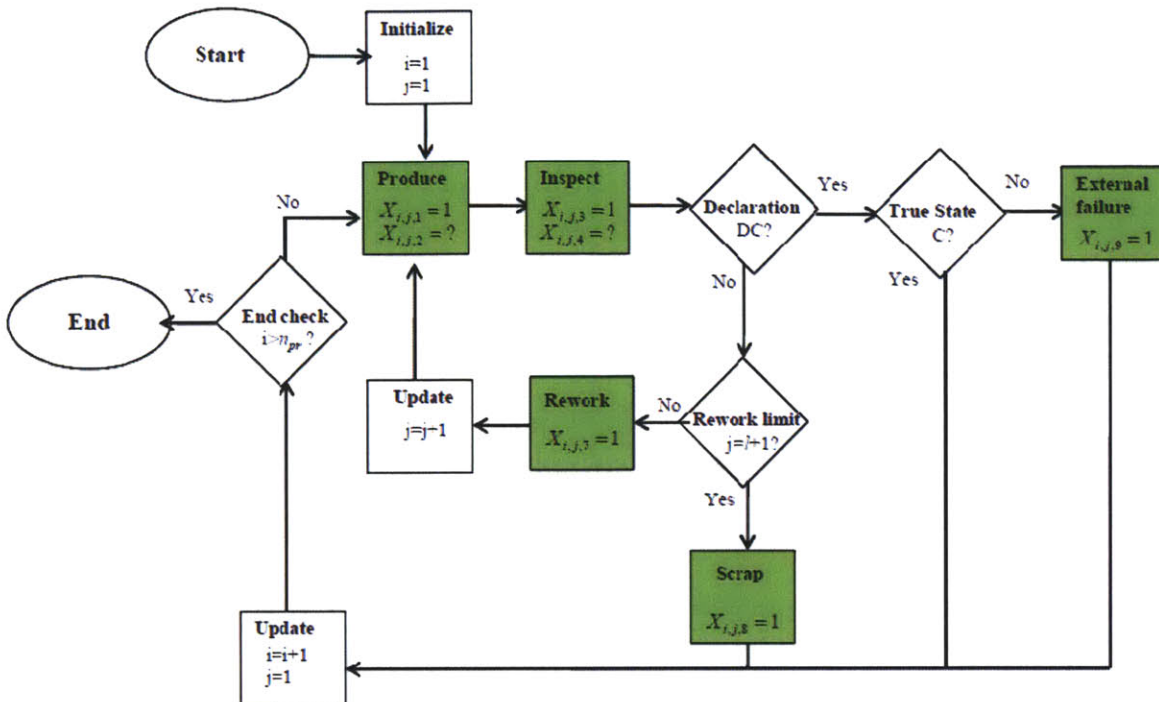 Start
Initialize
i=1
j=1
Produce
X_{i,j,1} = 1
X_{i,j,2} = ?
Inspect
X_{i,j,3} = 1
X_{i,j,4} = ?
Declaration
DC?
Yes
True State
C?
No
External
failure
X_{i,j,9} = 1
No
Yes
End
Yes
End check
i>n_{pr} ?
No
Update
j=j+1
Rework
X_{i,j,7} = 1
No
Rework limit
j=l+1?
Yes
Scrap
X_{i,j,8} = 1
Update
i=i+1
j=1